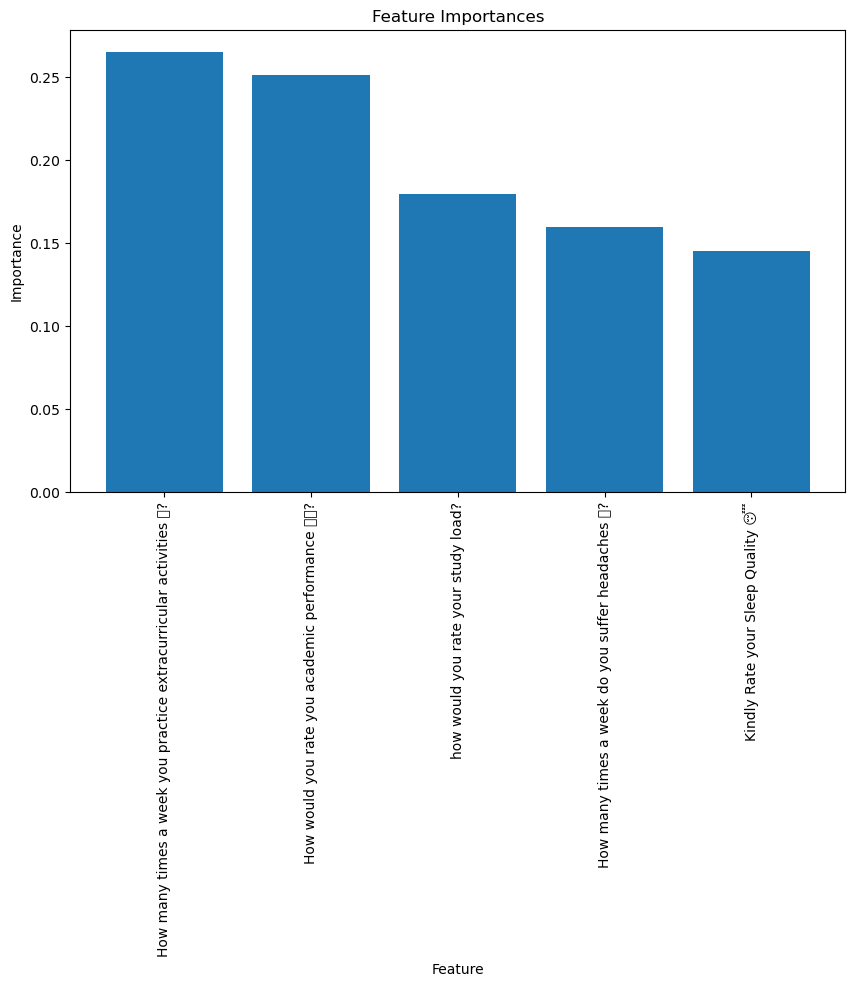 Feature Importances
Importance
0.25
0.20
0.15
0.10
0.05
0.00
How many times a week you practice extracurricular activities ▯?
How would you rate you academic performance ▯▯?
how would you rate your study load?
How many times a week do you suffer headaches ▯?
Kindly Rate your Sleep Quality 😴
Feature